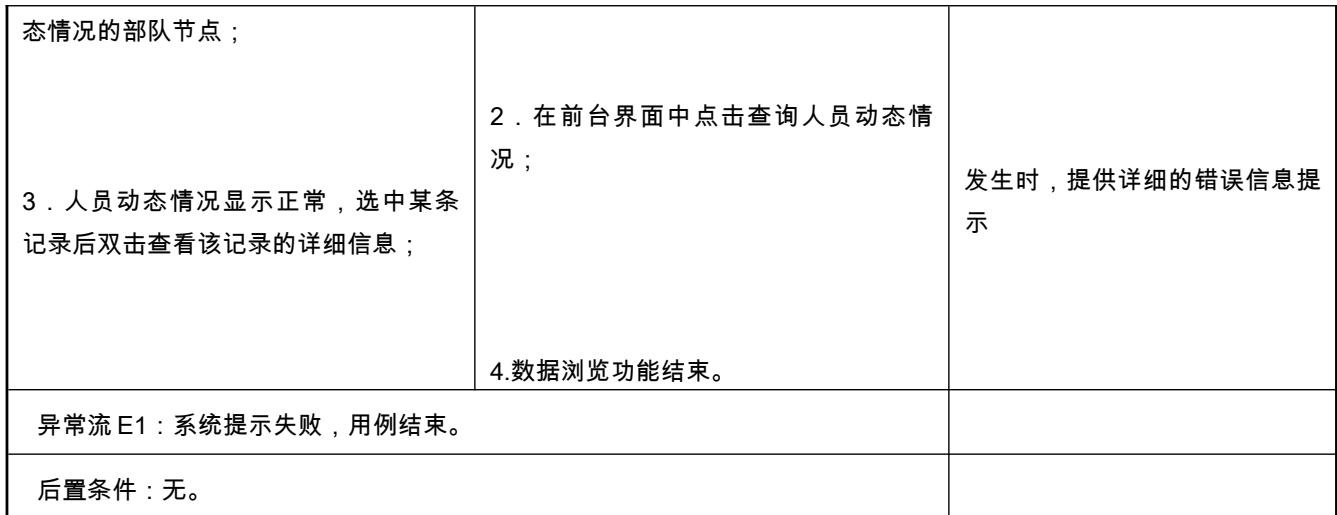 态情况的部队节点；
3．人员动态情况显示正常，选中某条
记录后双击查看该记录的详细信息；
2．在前台界面中点击查询人员动态情
况；
4.数据浏览功能结束。
发生时，提供详细的错误信息提
示
异常流 E1：系统提示失败，用例结束。
后置条件：无。